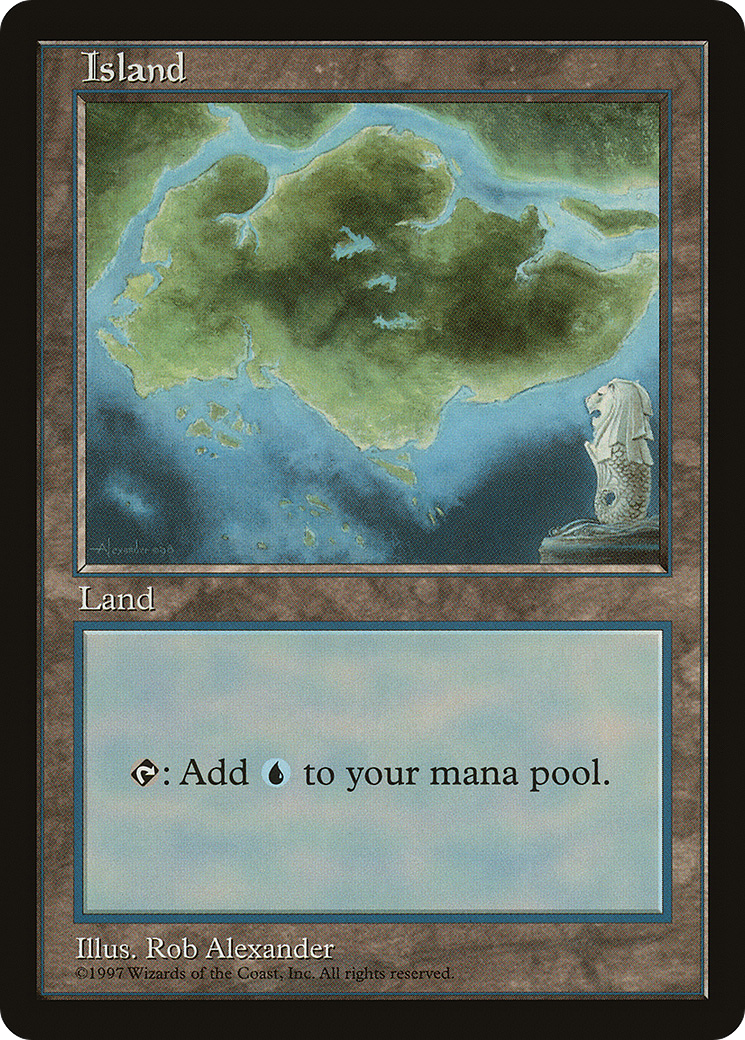 Island
Alexander
Land
: Add to your mana pool.
Illus. Rob Alexander
©1997 Wizards of the Coast, Inc. All rights reserved.